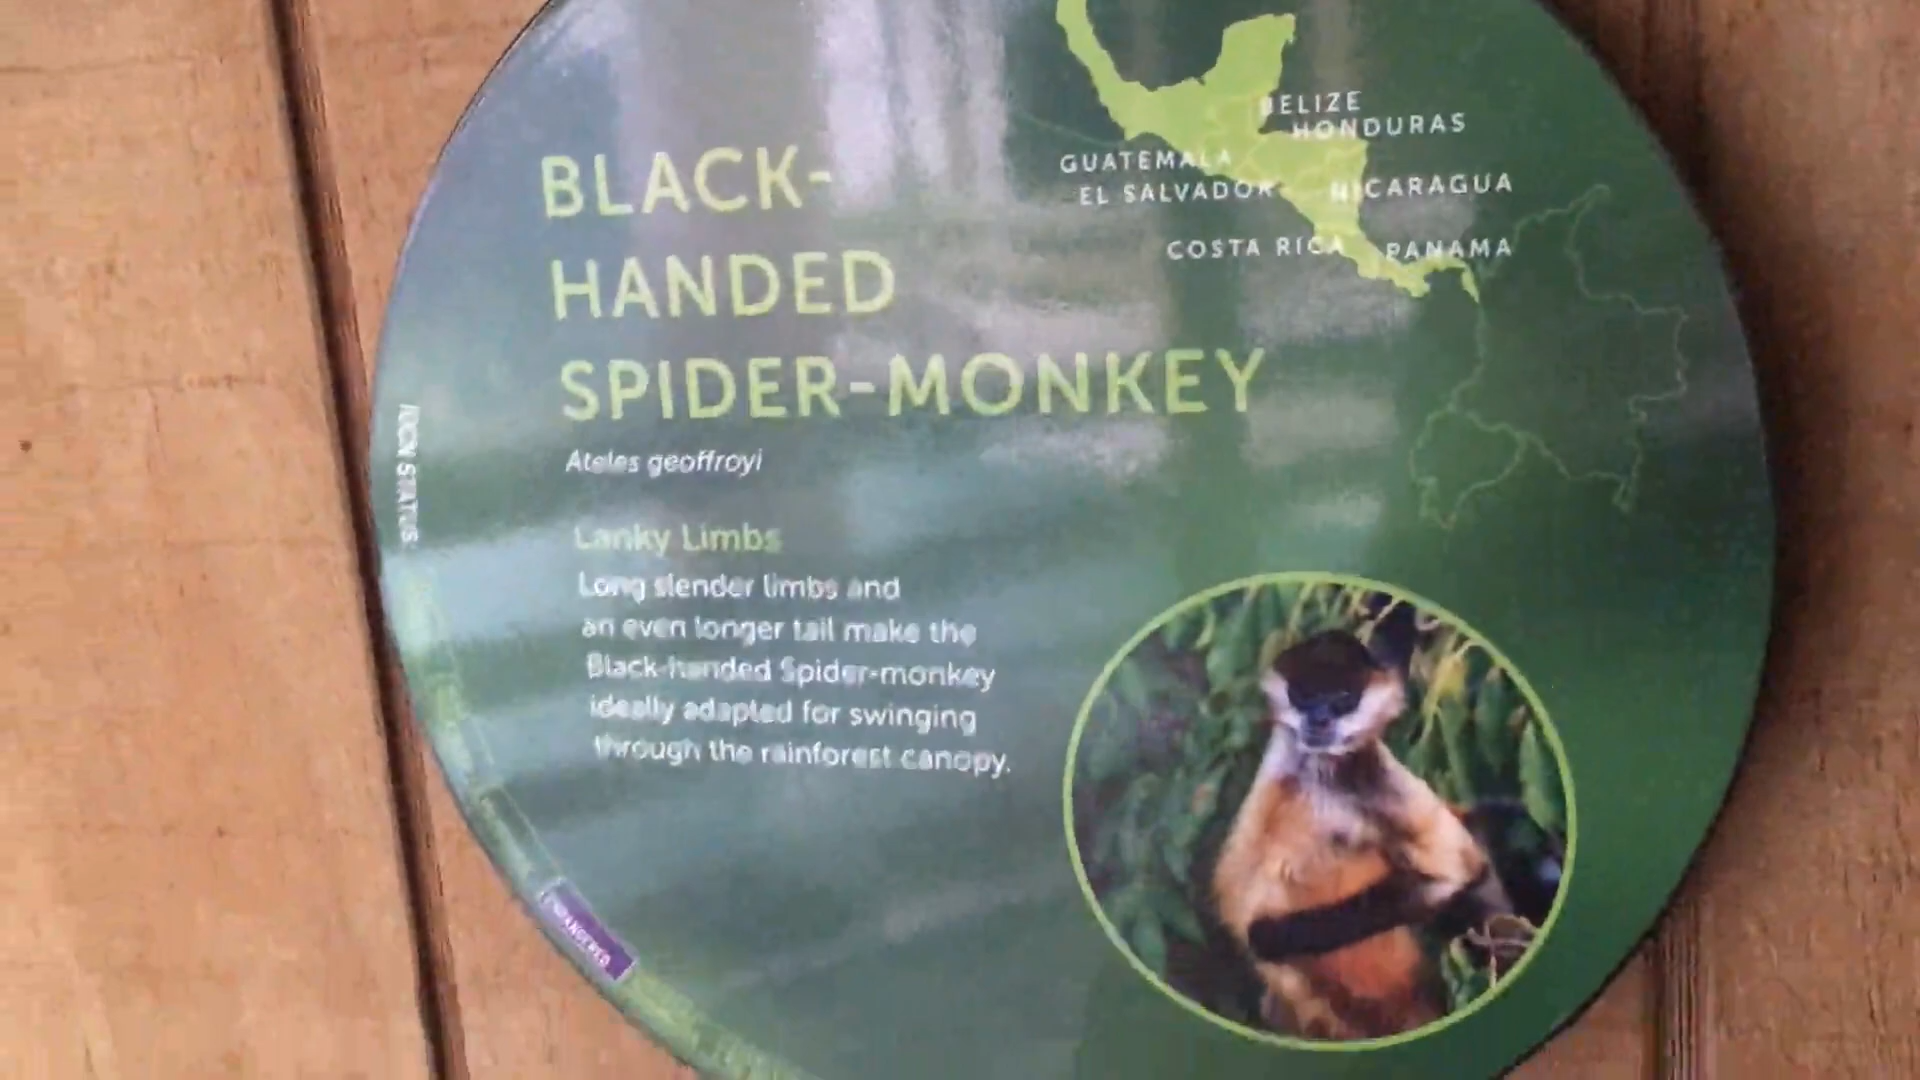 BELIZE
HONDURAS
GUATEMALA
EL SALVADOR
NICARAGUA
COSTA RICA
PANAMA
BLACK-
HANDED
SPIDER-MONKEY
Ateles geoffroyi
Lanky Limbs
Long slender limbs and
an even longer tail make the
Black-handed Spider-monkey
ideally adapted for swinging
through the rainforest canopy.
IUCN STATUS:
ENDANGERED